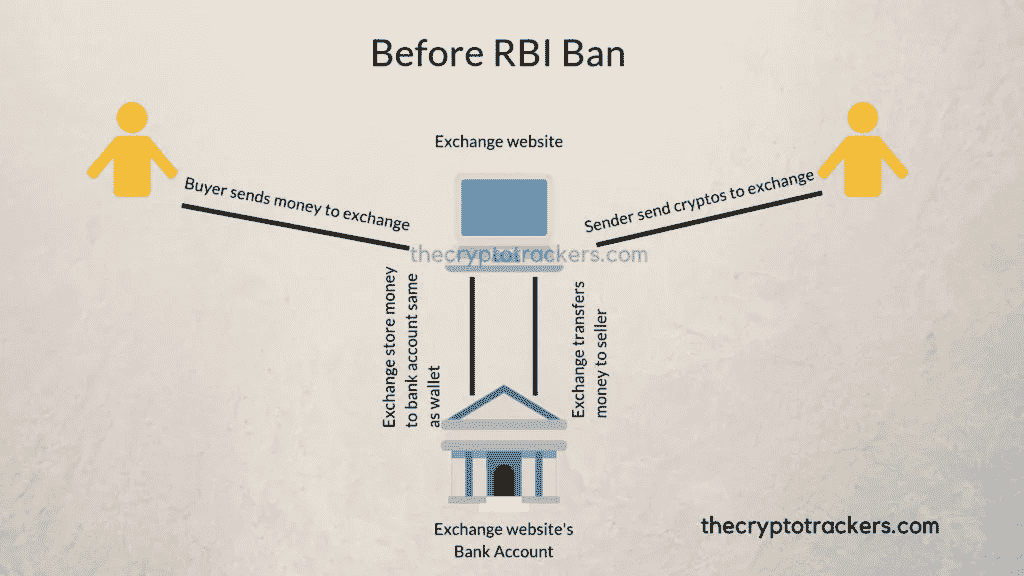 Before RBI Ban
Exchange website
Buyer sends money to exchange
Sender send cryptos to exchange
thecryptotrackers.com
Exchange store money
to bank account same
as wallet
Exchange transfers
money to seller
Exchange website's
Bank Account
thecryptotrackers.com